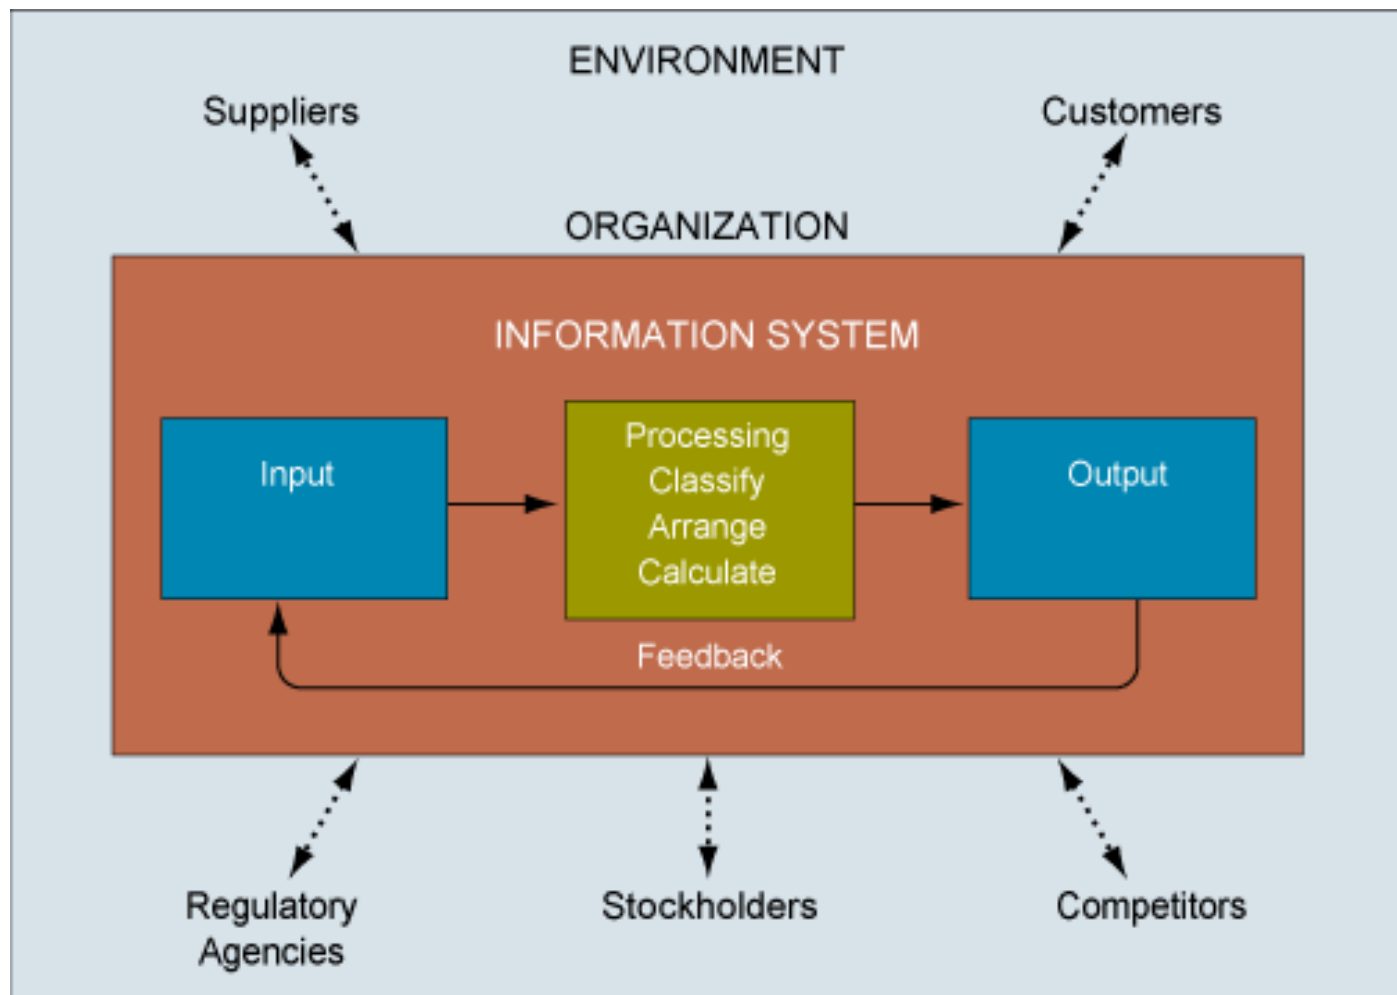 ENVIRONMENT
Suppliers
Customers
ORGANIZATION
INFORMATION SYSTEM
Input
Processing
Classify
Arrange
Calculate
Output
Feedback
Regulatory
Agencies
Stockholders
Competitors